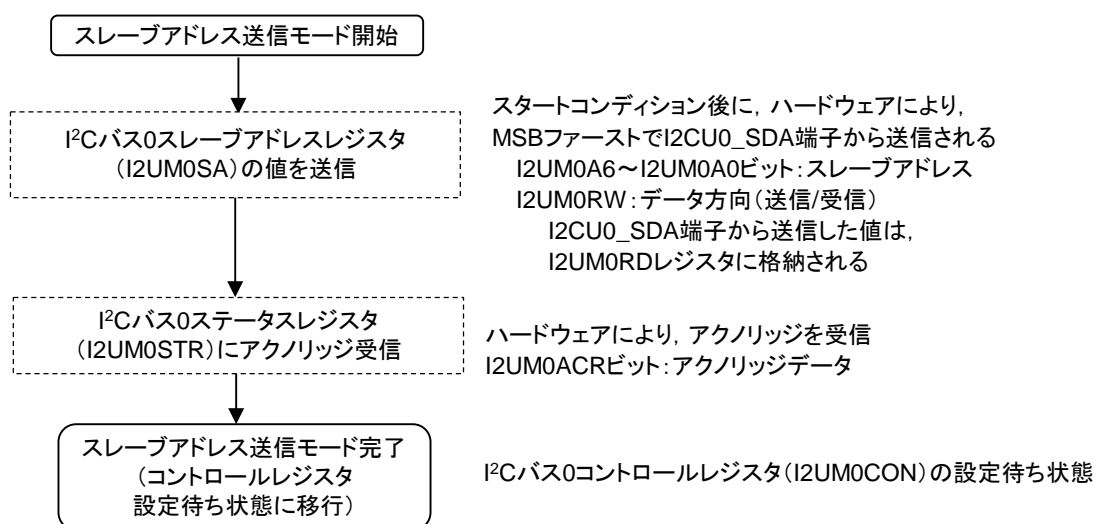 スレーブアドレス送信モード開始
I²Cバス0スレーブアドレスレジスタ
(I2UM0SA)の値を送信
スタートコンディション後に，ハードウェアにより，
MSBファーストでI2CU0_SDA端子から送信される
I2UM0A6～I2UM0A0ビット：スレーブアドレス
I2UM0RW：データ方向（送信/受信）
I2CU0_SDA端子から送信した値は，
I2UM0RDレジスタに格納される
I²Cバス0ステータスレジスタ
（I2UM0STR）にアクノリッジ受信
ハードウェアにより，アクノリッジを受信
I2UM0ACRビット：アクノリッジデータ
スレーブアドレス送信モード完了
（コントロールレジスタ
設定待ち状態に移行）
I²Cバス0コントロールレジスタ（I2UM0CON）の設定待ち状態